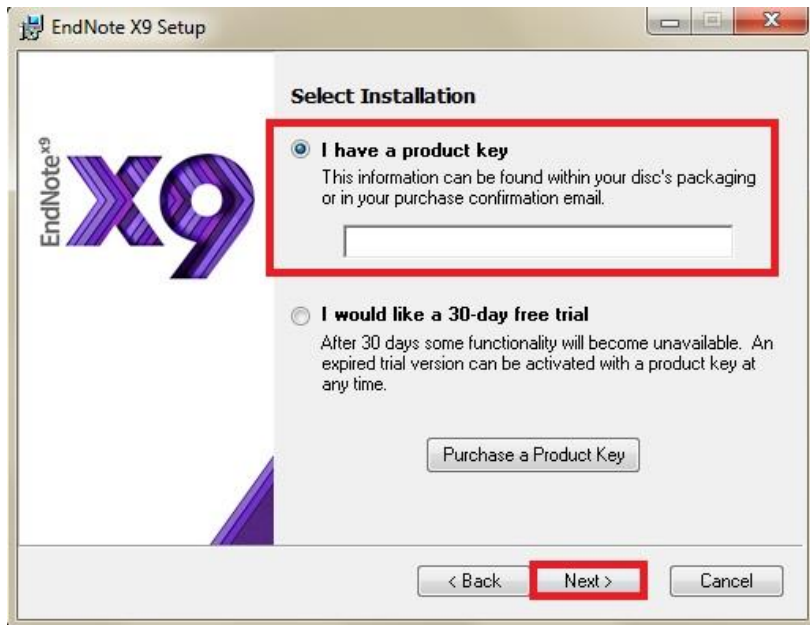 EndNote X9 Setup
EndNote X9
X9
Select Installation
I have a product key
This information can be found within your disc's packaging
or in your purchase confirmation email.
I would like a 30-day free trial
After 30 days some functionality will become unavailable. An
expired trial version can be activated with a product key at
any time.
Purchase a Product Key
< Back
Next >
Cancel